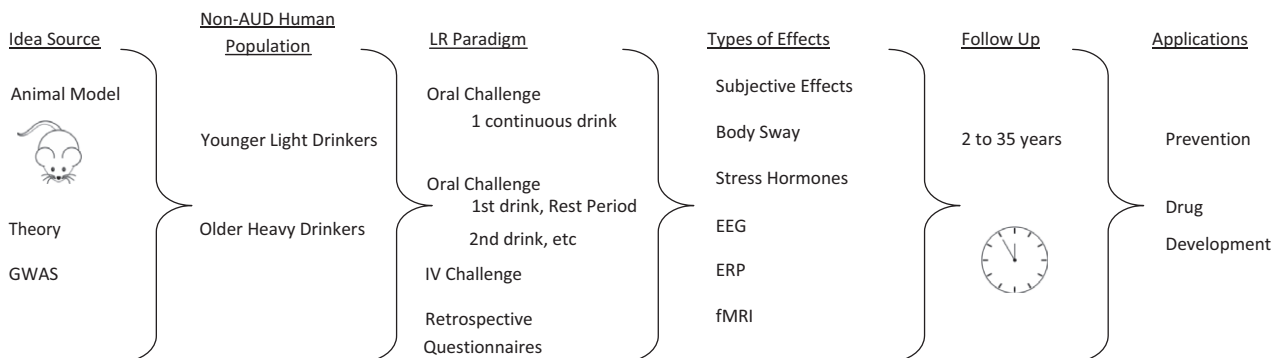 Idea Source
Animal Model
Theory
GWAS
Non-AUD Human
Population
Younger Light Drinkers
Older Heavy Drinkers
LR Paradigm
Oral Challenge
1 continuous drink
Oral Challenge
1st drink, Rest Period
2nd drink, etc
IV Challenge
Retrospective
Questionnaires
Types of Effects
Subjective Effects
Body Sway
Stress Hormones
EEG
ERP
fMRI
Follow Up
2 to 35 years
Applications
Prevention
Drug
Development